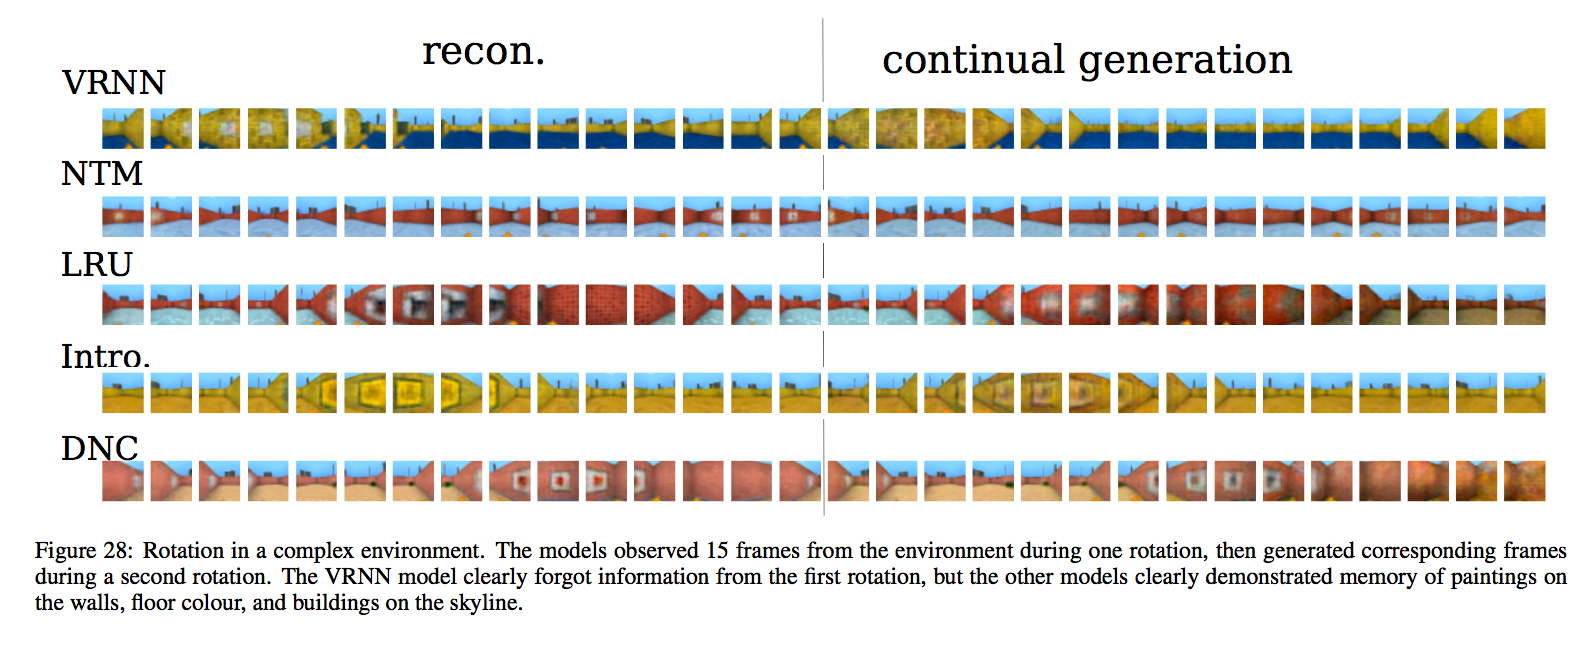 recon.
continual generation
VRNN
NTM
LRU
Intro.
DNC
Figure 28: Rotation in a complex environment. The models observed 15 frames from the environment during one rotation, then generated corresponding frames
during a second rotation. The VRNN model clearly forgot information from the first rotation, but the other models clearly demonstrated memory of paintings on
the walls, floor colour, and buildings on the skyline.